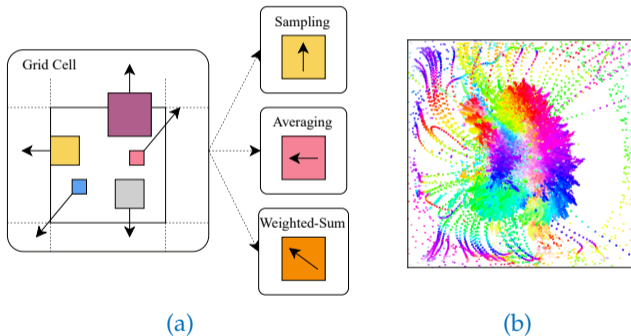 Grid Cell
Sampling
Averaging
Weighted-Sum
(a)
(b)